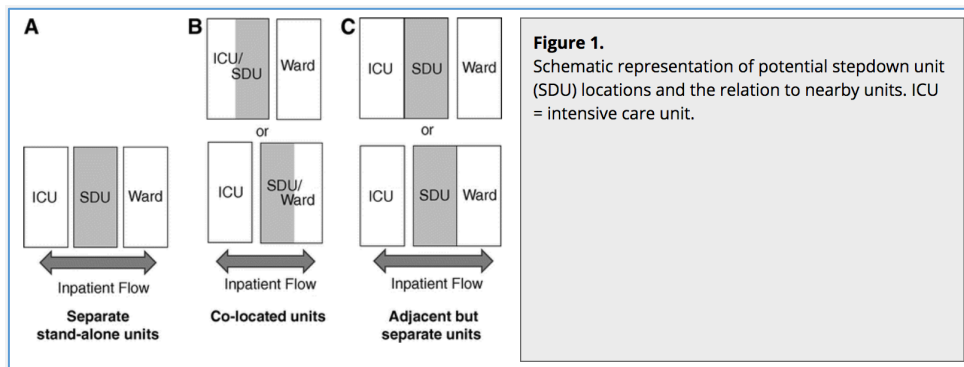 A
ICU
SDU
Ward
Inpatient Flow
Separate
stand-alone units
B
ICU/
SDU
Ward
or
ICU
SDU/
Ward
Inpatient Flow
Co-located units
C
ICU
SDU
Ward
or
ICU
SDU
Ward
Inpatient Flow
Adjacent but
separate units
Figure 1.
Schematic representation of potential stepdown unit
(SDU) locations and the relation to nearby units. ICU
= intensive care unit.